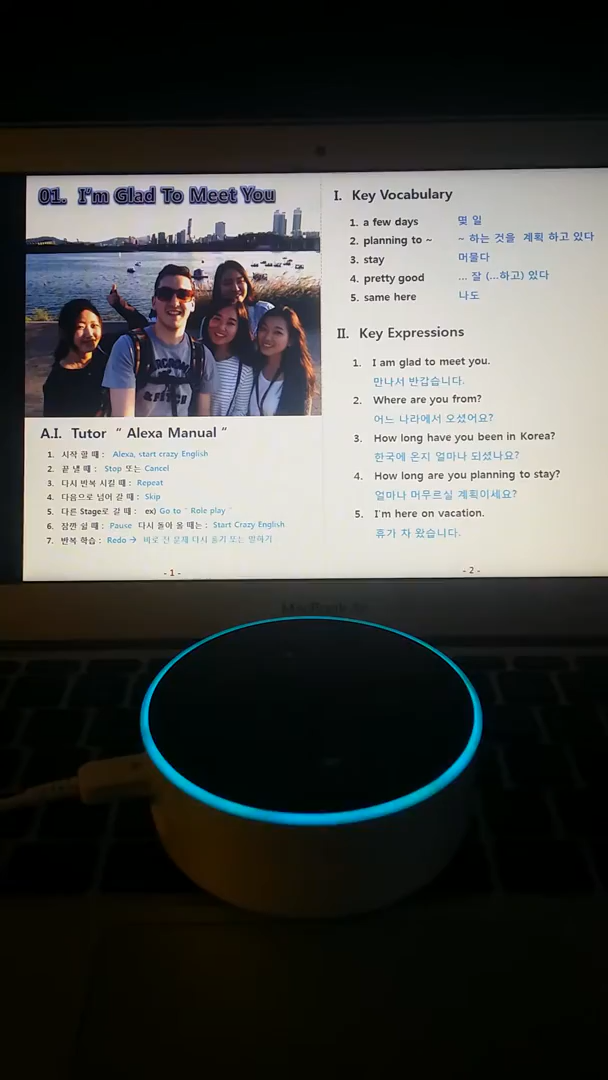 01. I'm Glad To Meet You
A.I. Tutor " Alexa Manual "
1. 시작 할 때 : Alexa, start crazy English
2. 끝 낼 때 : Stop 또는 Cancel
3. 다시 반복 시킬 때 : Repeat
4. 다음으로 넘어 갈 때 : Skip
5. 다른 Stage로 갈 때 : ex) Go to " Role play "
6. 잠깐 쉴 때 : Pause 다시 돌아 올 때는 : Start Crazy English
7. 반복 학습 : Redo → 바로 전 문제 다시 듣기 또는 말하기
- 1 -
I. Key Vocabulary
1. a few days 몇 일
2. planning to ~ ~ 하는 것을 계획 하고 있다
3. stay 머물다
4. pretty good ... 잘 (...하고) 있다
5. same here 나도
II. Key Expressions
1. I am glad to meet you.
만나서 반갑습니다.
2. Where are you from?
어느 나라에서 오셨어요?
3. How long have you been in Korea?
한국에 온지 얼마나 되셨나요?
4. How long are you planning to stay?
얼마나 머무르실 계획이세요?
5. I'm here on vacation.
휴가 차 왔습니다.
- 2 -
MacBook Air